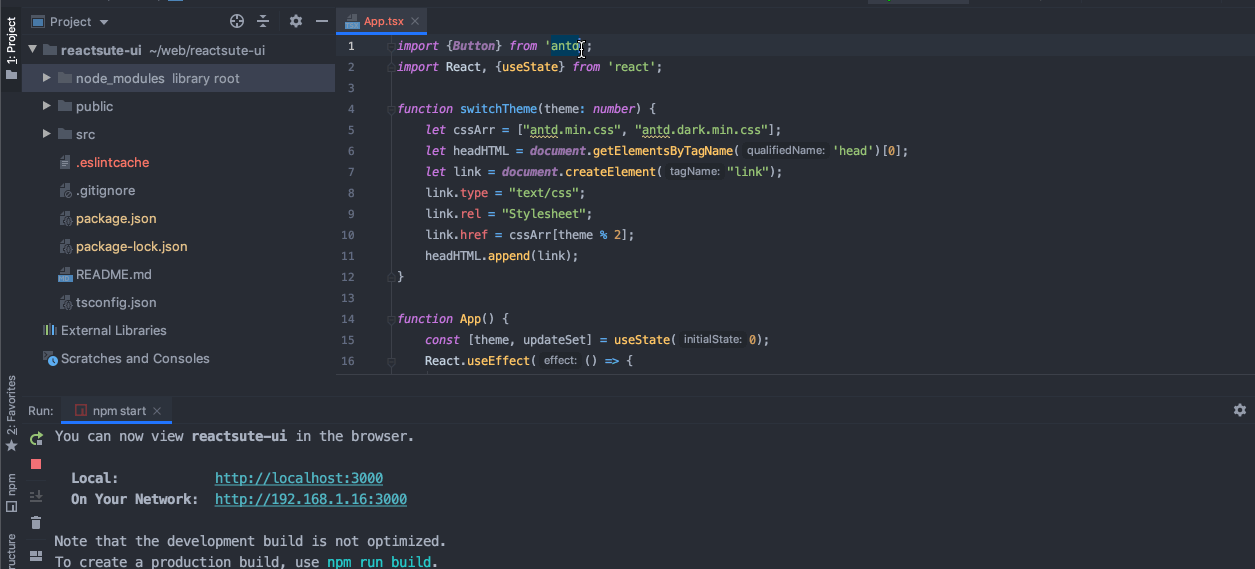 Project
App.tsx
1: Project
reactsute-ui ~/web/reactsute-ui
node_modules library root
public
src
.eslintcache
.gitignore
package.json
package-lock.json
README.md
tsconfig.json
External Libraries
Scratches and Consoles
1 import {Button} from 'antd';
2 import React, {useState} from 'react';
3
4 function switchTheme(theme: number) {
5 let cssArr = ["antd.min.css", "antd.dark.min.css"];
6 let headHTML = document.getElementsByTagName( qualifiedName: 'head')[0];
7 let link = document.createElement( tagName: "link");
8 link.type = "text/css";
9 link.rel = "Stylesheet";
10 link.href = cssArr[theme % 2];
11 headHTML.append(link);
12 }
13
14 function App() {
15 const [theme, updateSet] = useState( initialState: 0);
16 React.useEffect( effect: () => {
2: Favorites
npm
ructure
Run: npm start
You can now view reactsute-ui in the browser.
Local: http://localhost:3000
On Your Network: http://192.168.1.16:3000
Note that the development build is not optimized.
To create a production build, use npm run build.